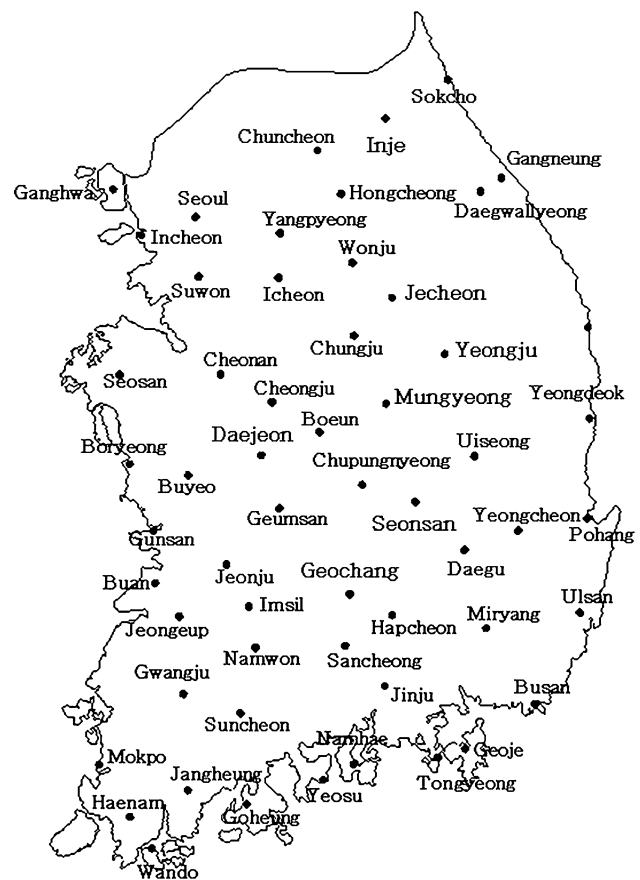 Sokcho
Inje
Chuncheon
Gangneung
Ganghwa
Hongcheong
Seoul
Daegwallyeong
Yangpyeong
Incheon
Wonju
Suwon
Icheon
Jecheon
Chungju
Yeongju
Cheonan
Seosan
Cheongju
Mungyeong
Yeongdeok
Boeun
Daejeon
Uiseong
Boryeong
Chupungnyeong
Buyeo
Geumsan
Seonsan
Yeongcheon
Pohang
Gunsan
Daegu
Jeonju
Geochang
Buan
Ulsan
Imsil
Miryang
Jeongeup
Hapcheon
Namwon
Sancheong
Gwangju
Jinju
Busan
Suncheon
Namhae
Geoje
Mokpo
Jangheung
Tongyeong
Yeosu
Haenam
Goheung
Wando